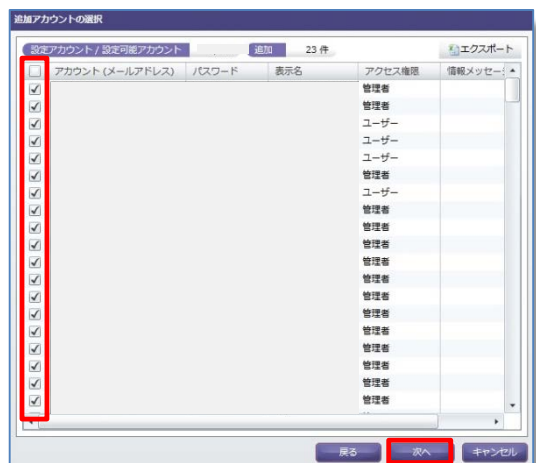 追加アカウントの選択
設定アカウント / 設定可能アカウント 追加 23 件 エクスポート
アカウント (メールアドレス) パスワード 表示名 アクセス権限 情報メッセー
管理者
管理者
ユーザー
ユーザー
ユーザー
管理者
ユーザー
管理者
管理者
管理者
管理者
管理者
管理者
管理者
管理者
管理者
管理者
管理者
管理者
戻る 次へ キャンセル